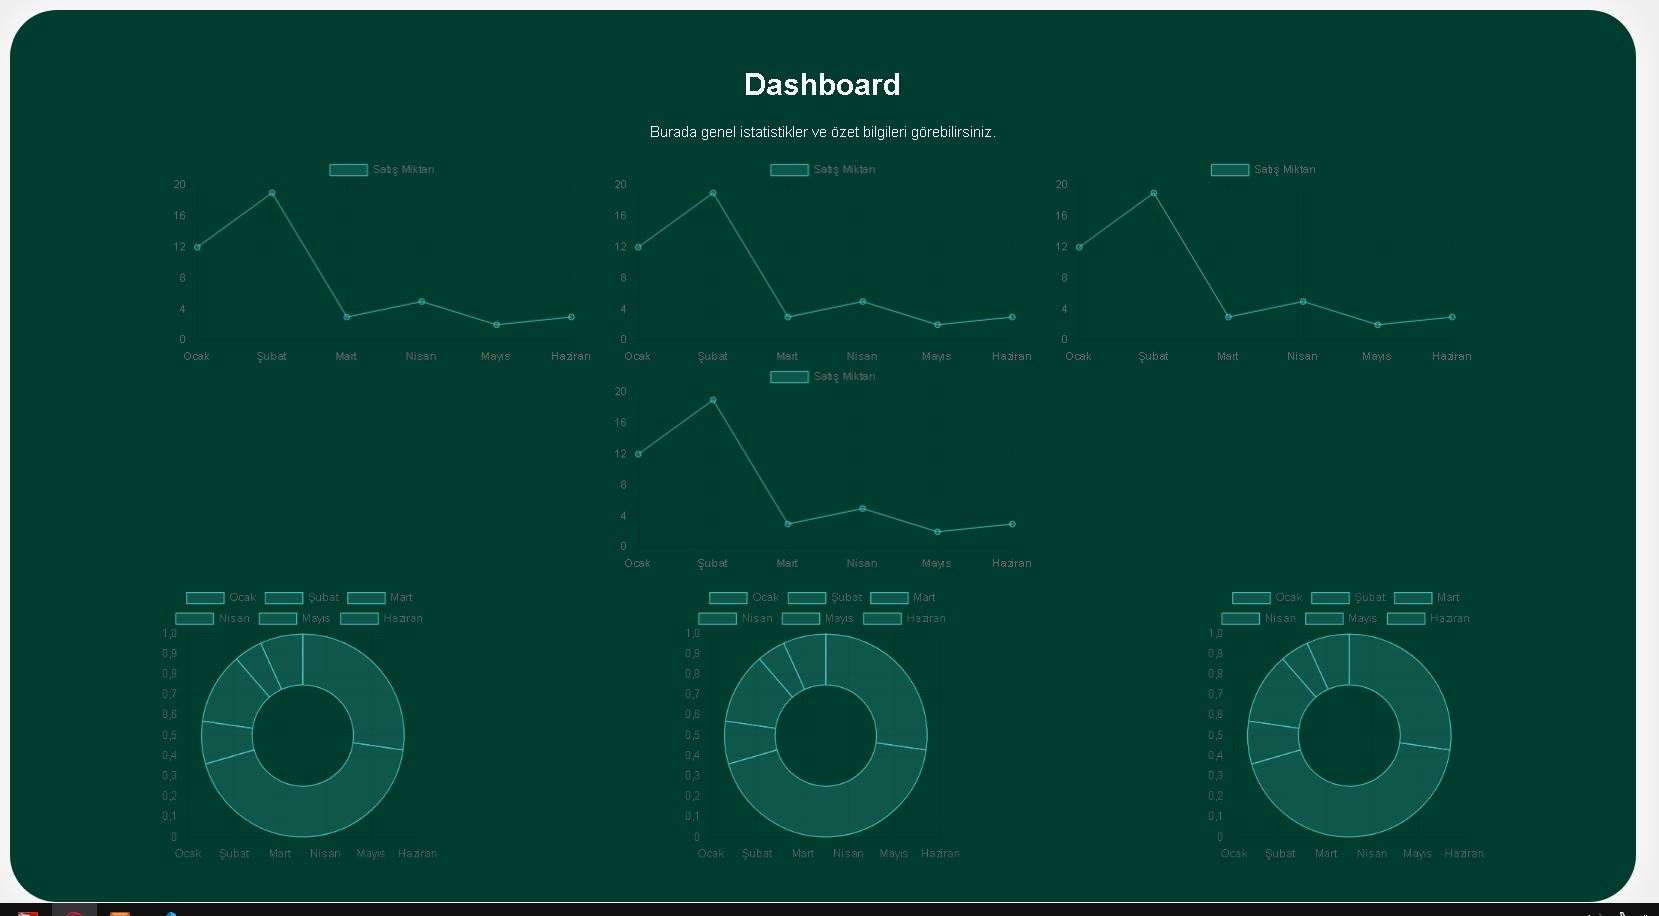 Dashboard
Burada genel istatistikler ve özet bilgileri görebilirsiniz.
Satış Miktarı Satış Miktarı Satış Miktarı
20 20 20
16 16 16
12 12 12
8 8 8
4 4 4
0 0 0
Ocak Şubat Mart Nisan Mayıs Haziran Ocak Şubat Mart Nisan Mayıs Haziran Ocak Şubat Mart Nisan Mayıs Haziran
Satış Miktarı
20
16
12
8
4
0
Ocak Şubat Mart Nisan Mayıs Haziran
Ocak Şubat Mart Ocak Şubat Mart Ocak Şubat Mart
Nisan Mayıs Haziran Nisan Mayıs Haziran Nisan Mayıs Haziran
1,0 1,0 1,0
0,9 0,9 0,9
0,8 0,8 0,8
0,7 0,7 0,7
0,6 0,6 0,6
0,5 0,5 0,5
0,4 0,4 0,4
0,3 0,3 0,3
0,2 0,2 0,2
0,1 0,1 0,1
0 0 0
Ocak Şubat Mart Nisan Mayıs Haziran Ocak Şubat Mart Nisan Mayıs Haziran Ocak Şubat Mart Nisan Mayıs Haziran